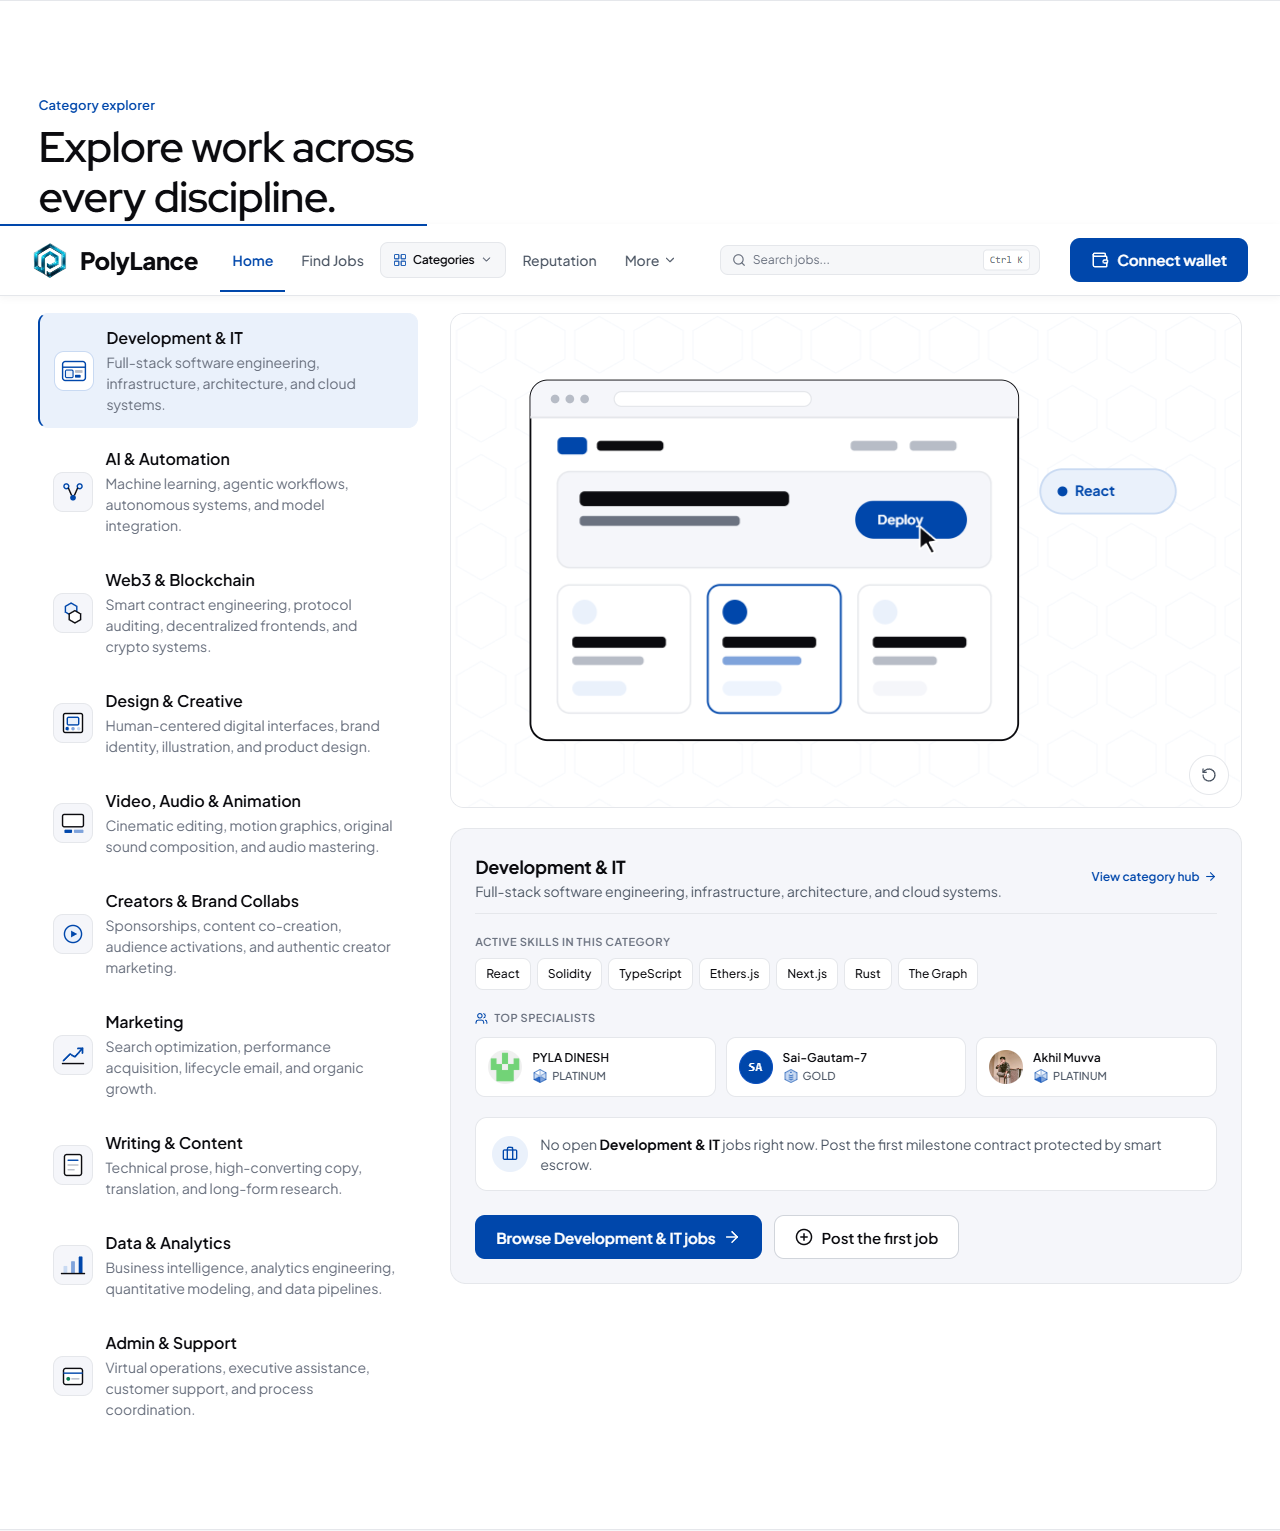 Category explorer
Explore work across
every discipline.
PolyLance
Home
Find Jobs
Categories
Reputation
More
Search jobs...
Ctrl K
Connect wallet
Development & IT
Full-stack software engineering,
infrastructure, architecture, and cloud
systems.
AI & Automation
Machine learning, agentic workflows,
autonomous systems, and model
integration.
Web3 & Blockchain
Smart contract engineering, protocol
auditing, decentralized frontends, and
crypto systems.
Design & Creative
Human-centered digital interfaces, brand
identity, illustration, and product design.
Video, Audio & Animation
Cinematic editing, motion graphics, original
sound composition, and audio mastering.
Creators & Brand Collabs
Sponsorships, content co-creation,
audience activations, and authentic creator
marketing.
Marketing
Search optimization, performance
acquisition, lifecycle email, and organic
growth.
Writing & Content
Technical prose, high-converting copy,
translation, and long-form research.
Data & Analytics
Business intelligence, analytics engineering,
quantitative modeling, and data pipelines.
Admin & Support
Virtual operations, executive assistance,
customer support, and process
coordination.
Deploy
React
Development & IT
Full-stack software engineering, infrastructure, architecture, and cloud systems.
View category hub
ACTIVE SKILLS IN THIS CATEGORY
React
Solidity
TypeScript
Ethers.js
Next.js
Rust
The Graph
TOP SPECIALISTS
PYLA DINESH
PLATINUM
SA
Sai-Gautam-7
GOLD
Akhil Muvva
PLATINUM
No open Development & IT jobs right now. Post the first milestone contract protected by smart
escrow.
Browse Development & IT jobs
Post the first job